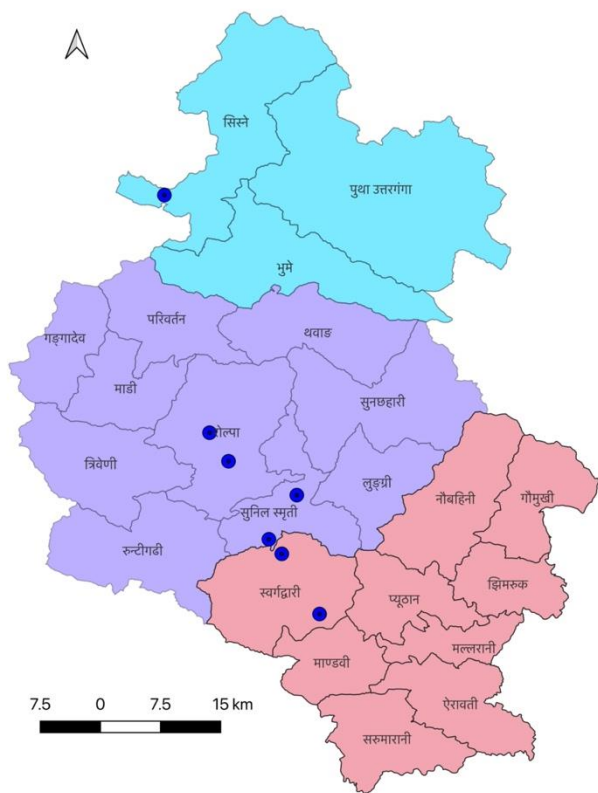 सिस्ने
पुथा उत्तरगंगा
भुमे
परिवर्तन
थवाङ
गङ्गादेव
माडी
सुनछहारी
त्रिवेणी
लुङ्ग्री
नौबहिनी
गौमुखी
सुनिल स्मृती
रुन्टीगढी
झिमरुक
स्वर्गद्वारी
प्यूठान
मल्लरानी
माण्डवी
ऐरावती
सरुमारानी
7.5 0 7.5 15 km